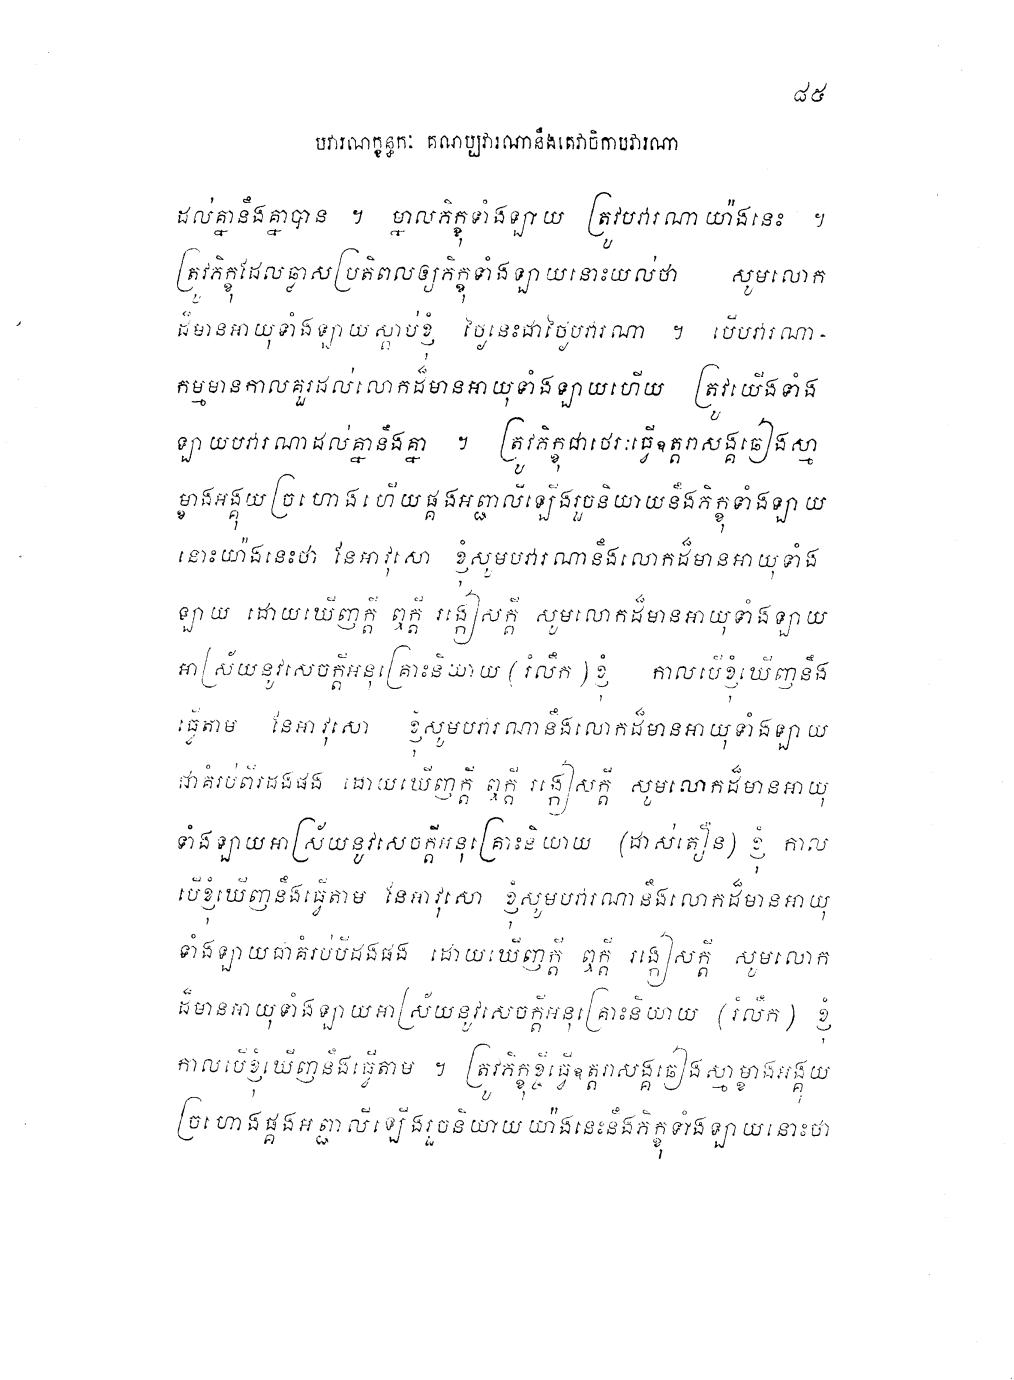 ៨៥
បវារណក្ខន្ធកៈ គណប្បវារណានឹងតេវាចិកាបវារណា
ដល់គ្នានឹងគ្នាបាន ។ ម្នាលភិក្ខុទាំងឡាយ ត្រូវបវារណាយ៉ាងនេះ ។
ត្រូវភិក្ខុដែលឆ្លាសប្រតិពលឲ្យភិក្ខុទាំងឡាយនោះយល់ថា សូមលោក
ដ៏មានអាយុទាំងឡាយស្តាប់ខ្ញុំ ថ្ងៃនេះជាថ្ងៃបវារណា ។ បើបវារណា-
កម្មមានកាលគួរដល់លោកដ៏មានអាយុទាំងឡាយហើយ ត្រូវយើងទាំង
ឡាយបវារណាដល់គ្នានឹងគ្នា ។ ត្រូវភិក្ខុជាថេរៈធ្វើឧត្តរាសង្គឆៀងស្មា
ម្ខាងអង្គុយច្រហោងហើយផ្គងអញ្ជាលីឡើងរួចនិយាយនឹងភិក្ខុទាំងឡាយ
នោះយ៉ាងនេះថា នែអាវុសោ ខ្ញុំសូមបវារណានឹងលោកដ៏មានអាយុទាំង
ឡាយ ដោយឃើញក្តី ឮក្តី រង្កៀសក្តី សូមលោកដ៏មានអាយុទាំងឡាយ
អាស្រ័យនូវសេចក្តីអនុគ្រោះនិយាយ (រំលឹក) ខ្ញុំ កាលបើខ្ញុំឃើញនឹង
ធ្វើតាម នែអាវុសោ ខ្ញុំសូមបវារណានឹងលោកដ៏មានអាយុទាំងឡាយ
ជាគំរប់ពីរដងផង ដោយឃើញក្តី ឮក្តី រង្កៀសក្តី សូមលោកដ៏មានអាយុ
ទាំងឡាយអាស្រ័យនូវសេចក្តីអនុគ្រោះនិយាយ (ដាស់តឿន) ខ្ញុំ កាល
បើខ្ញុំឃើញនឹងធ្វើតាម នែអាវុសោ ខ្ញុំសូមបវារណានឹងលោកដ៏មានអាយុ
ទាំងឡាយជាគំរប់បីដងផង ដោយឃើញក្តី ឮក្តី រង្កៀសក្តី សូមលោក
ដ៏មានអាយុទាំងឡាយអាស្រ័យនូវសេចក្តីអនុគ្រោះនិយាយ (រំលឹក) ខ្ញុំ
កាលបើខ្ញុំឃើញនឹងធ្វើតាម ។ ត្រូវភិក្ខុខ្ចីធ្វើឧត្តរាសង្គឆៀងស្មាម្ខាងអង្គុយ
ច្រហោងផ្គងអញ្ជាលីឡើងរួចនិយាយយ៉ាងនេះនឹងភិក្ខុទាំងឡាយនោះថា